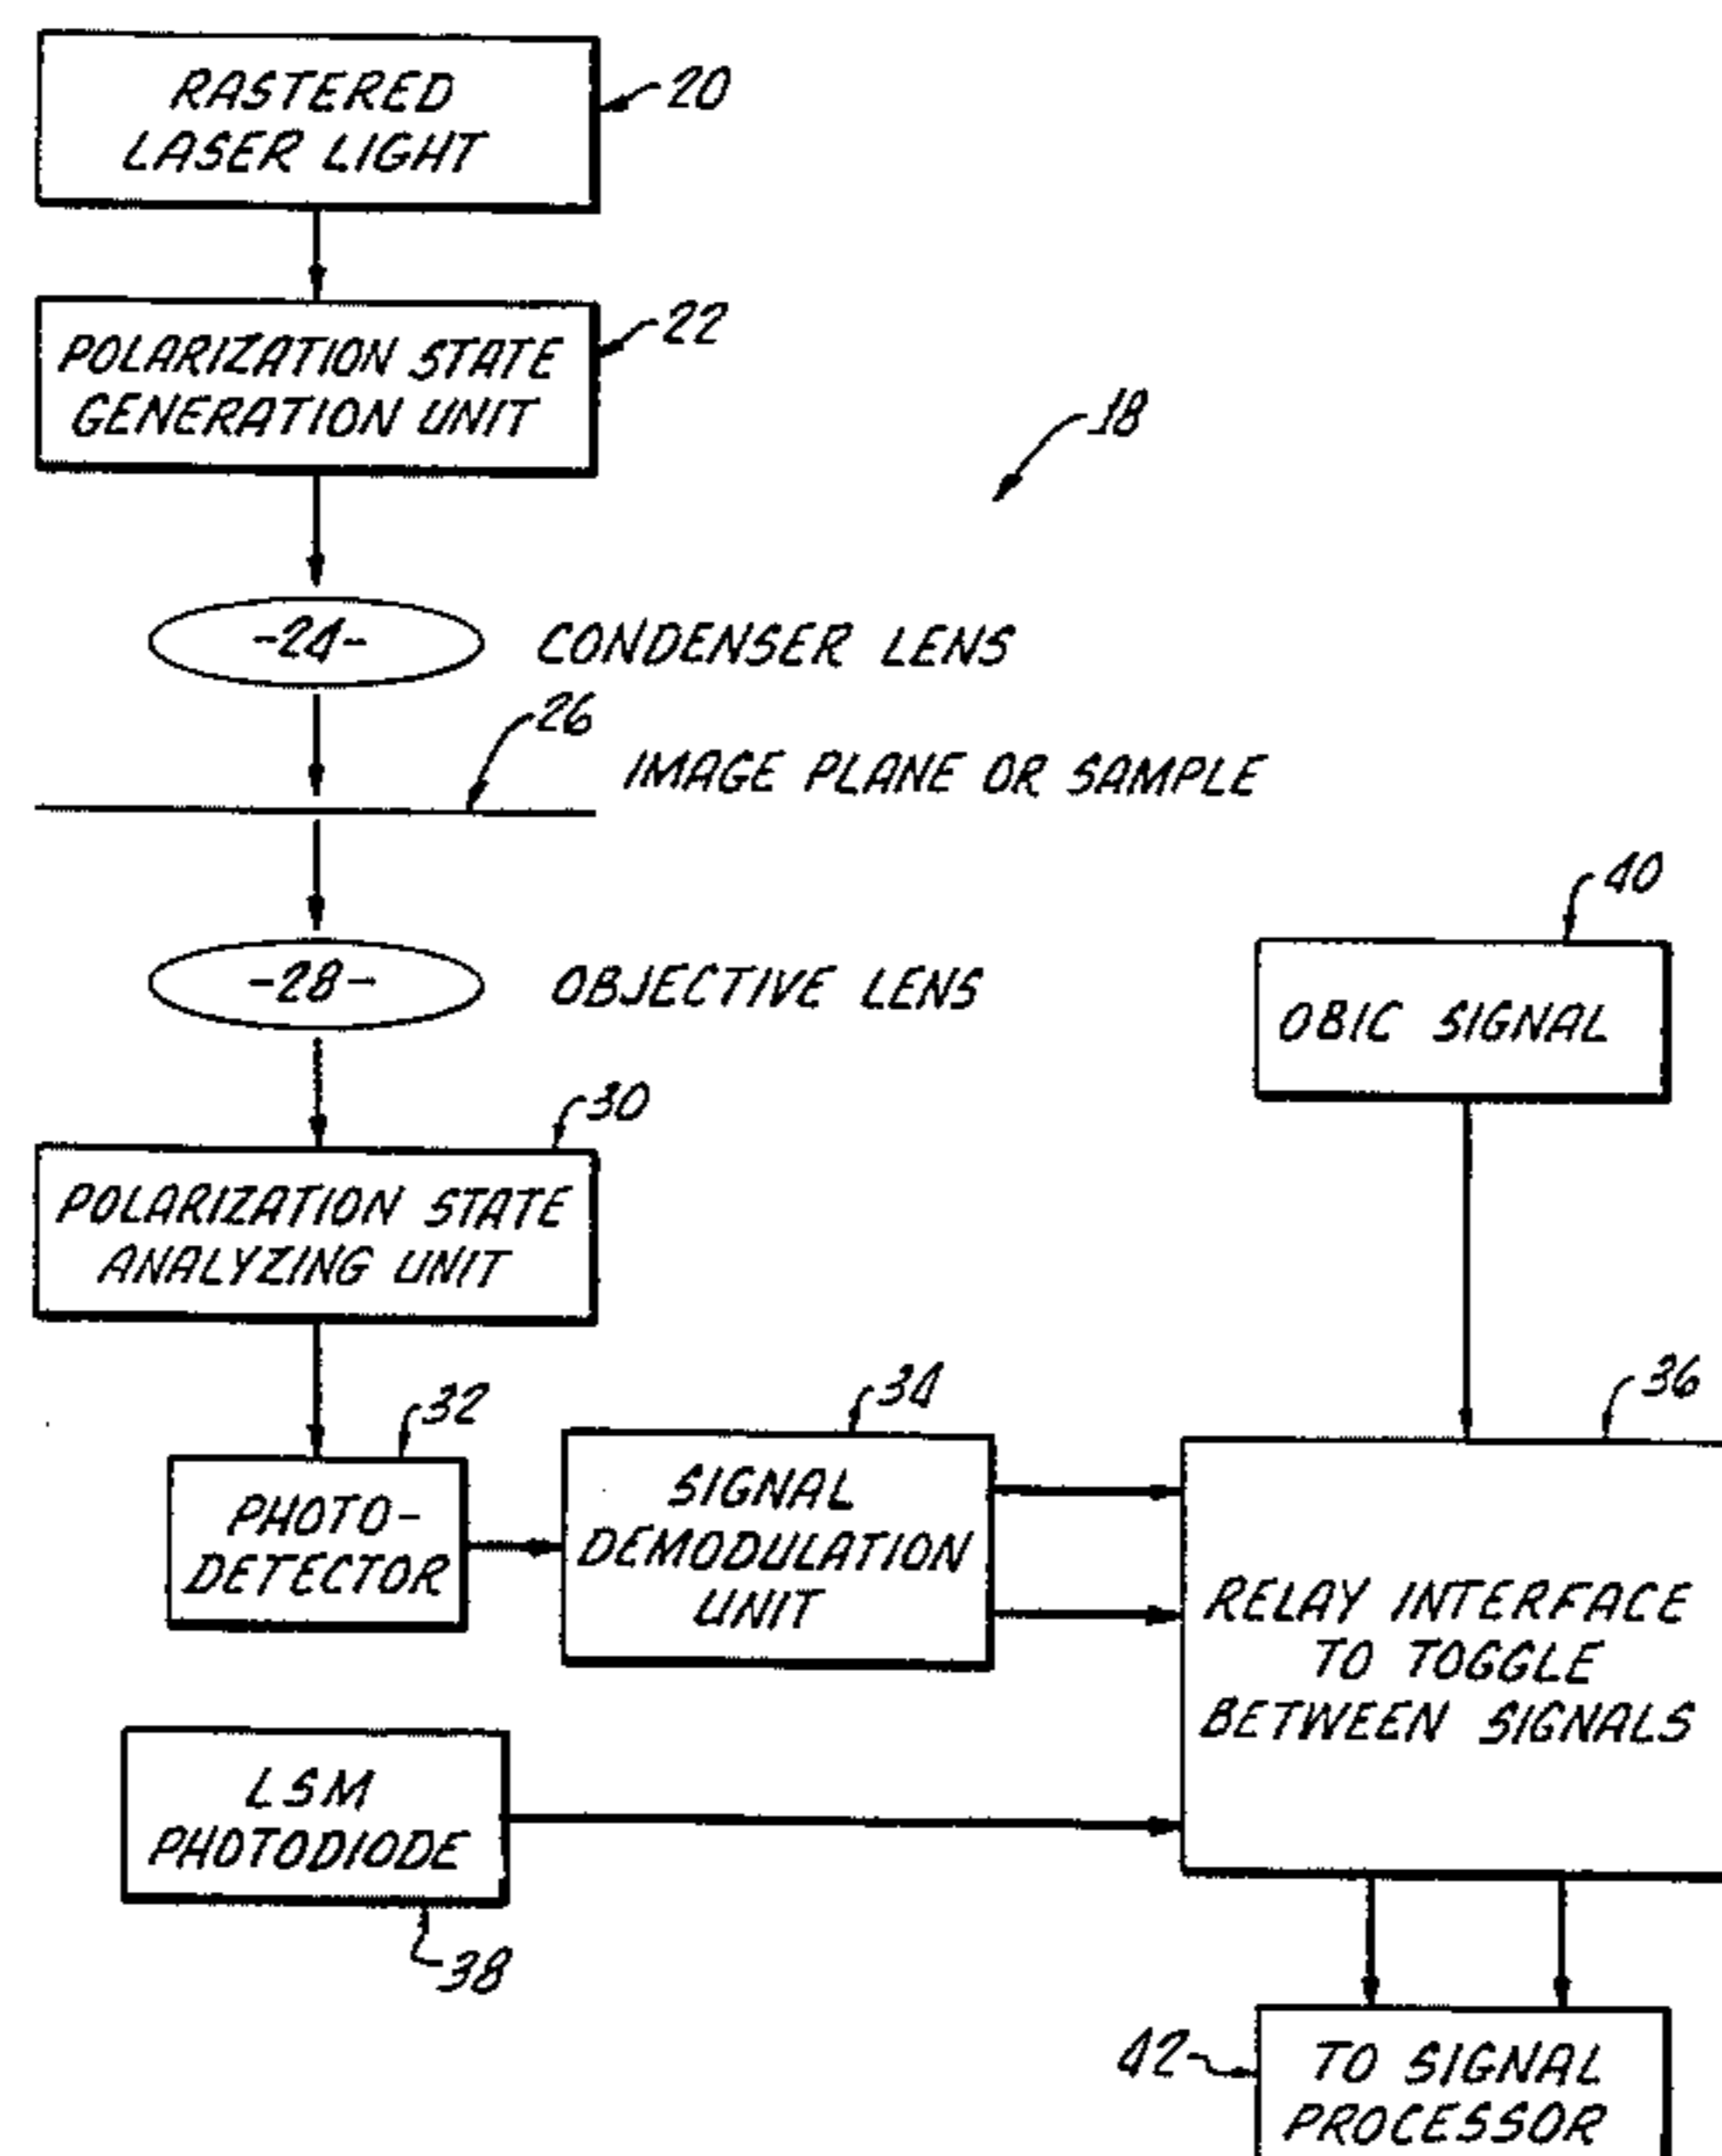 RASTERED
LASER LIGHT
20
POLARIZATION STATE
GENERATION UNIT
22
18
-24-
CONDENSER LENS
26
IMAGE PLANE OR SAMPLE
-28-
OBJECTIVE LENS
40
OBIC SIGNAL
30
POLARIZATION STATE
ANALYZING UNIT
32
PHOTO-
DETECTOR
34
SIGNAL
DEMODULATION
UNIT
36
RELAY INTERFACE
TO TOGGLE
BETWEEN SIGNALS
LSM
PHOTODIODE
38
42
TO SIGNAL
PROCESSOR